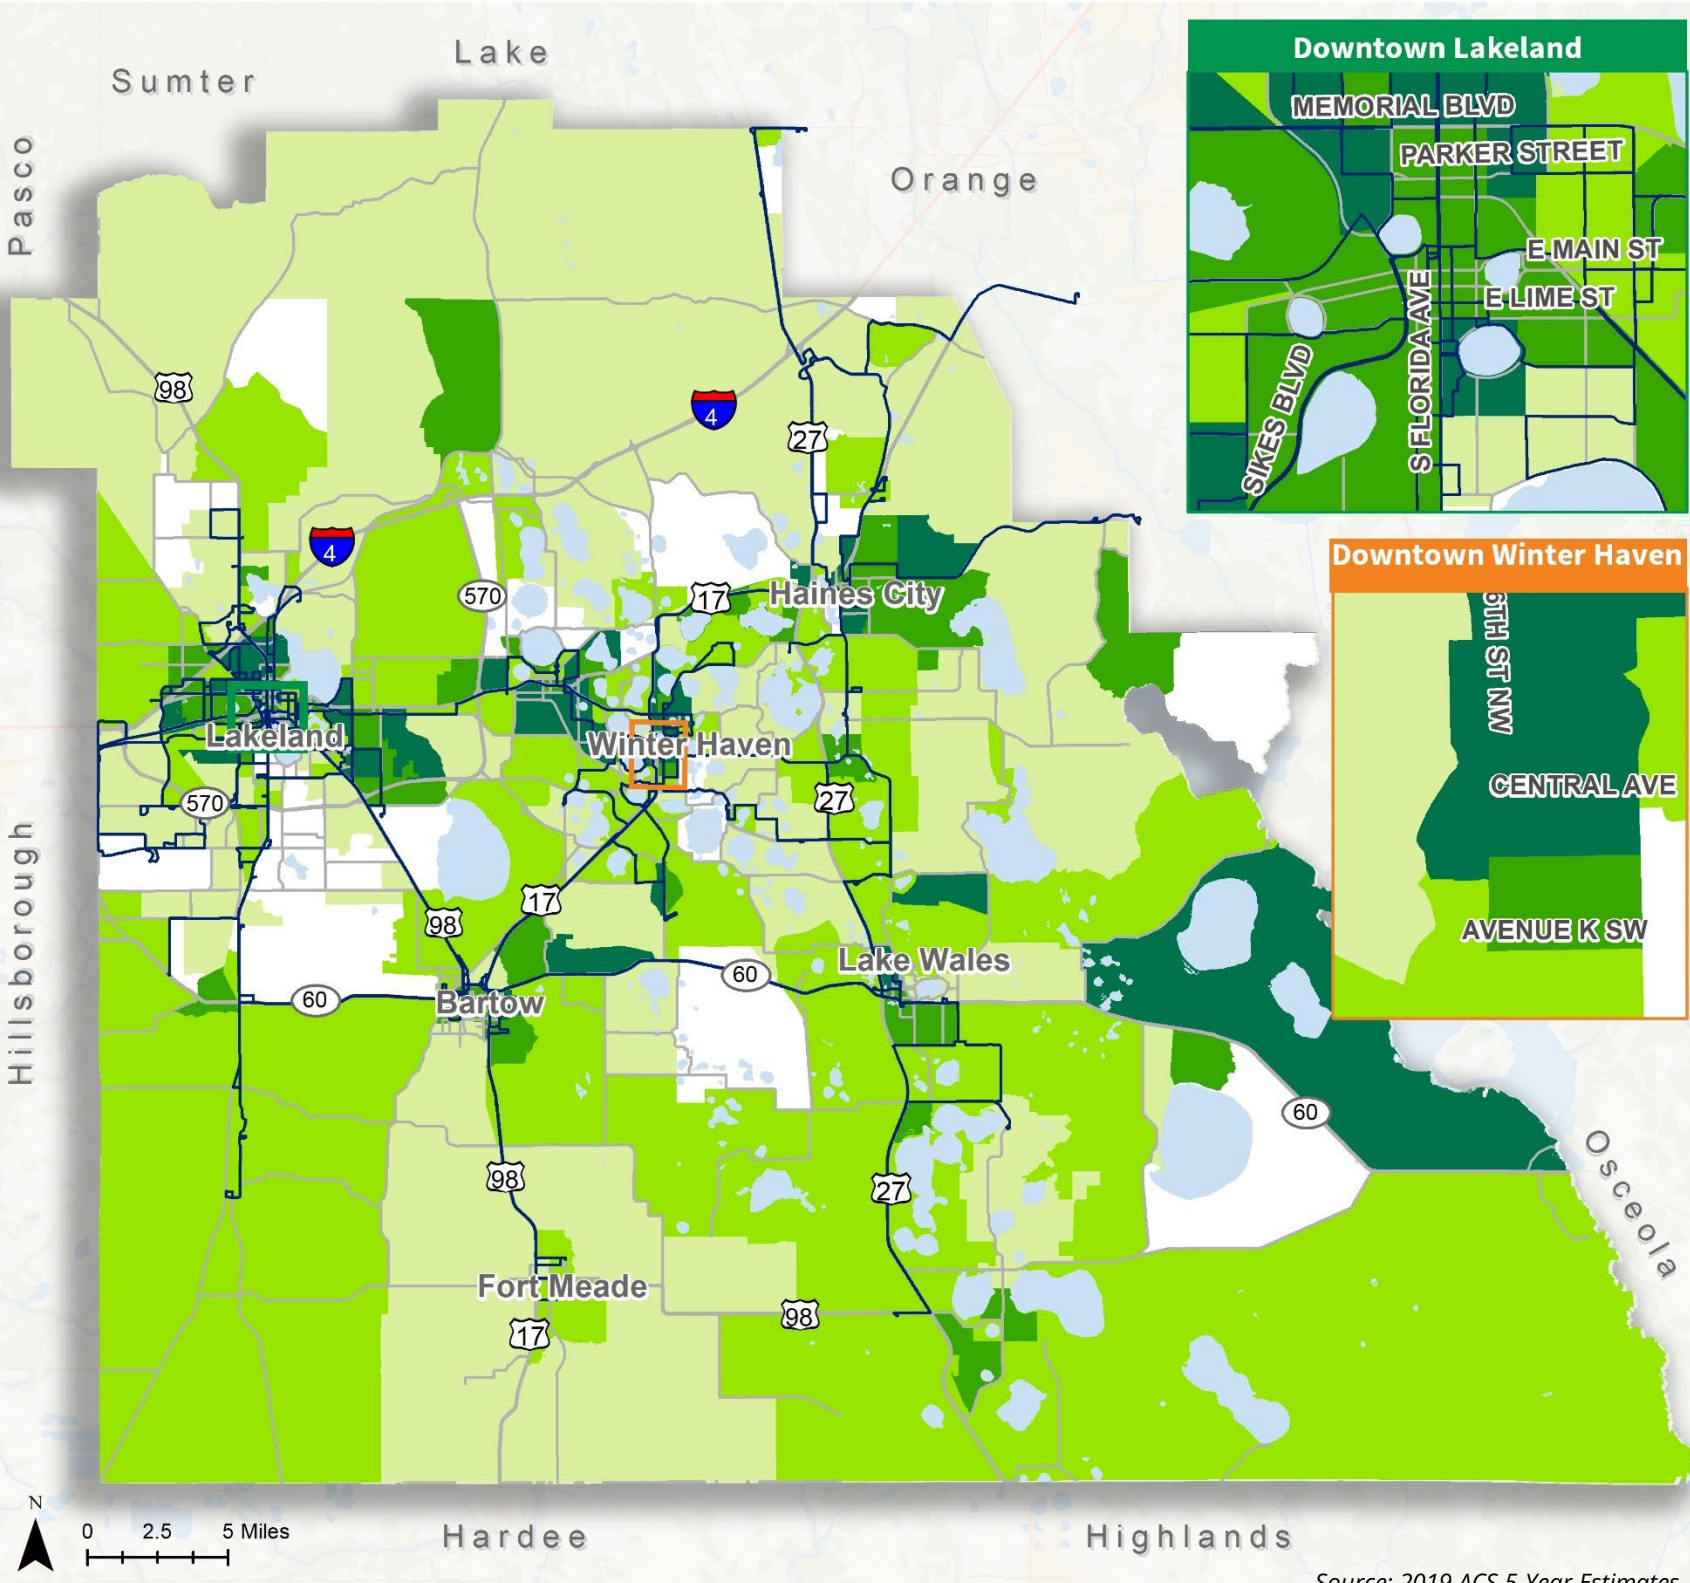 Lake
Sumter
Pasco
Orange
Downtown Lakeland
MEMORIAL BLVD
PARKER STREET
E MAIN ST
E LIME ST
S FLORIDA AVE
SIKES BLVD
98
4
27
4
570
17
Haines City
Downtown Winter Haven
6TH ST NW
CENTRAL AVE
AVENUE K SW
Lakeland
Winter Haven
570
27
Hillsborough
17
98
Lake Wales
60
60
Bartow
60
Osceola
98
27
Fort Meade
98
17
N
0 2.5 5 Miles
Hardee
Highlands
Source: 2019 ACS 5-Year Estimates